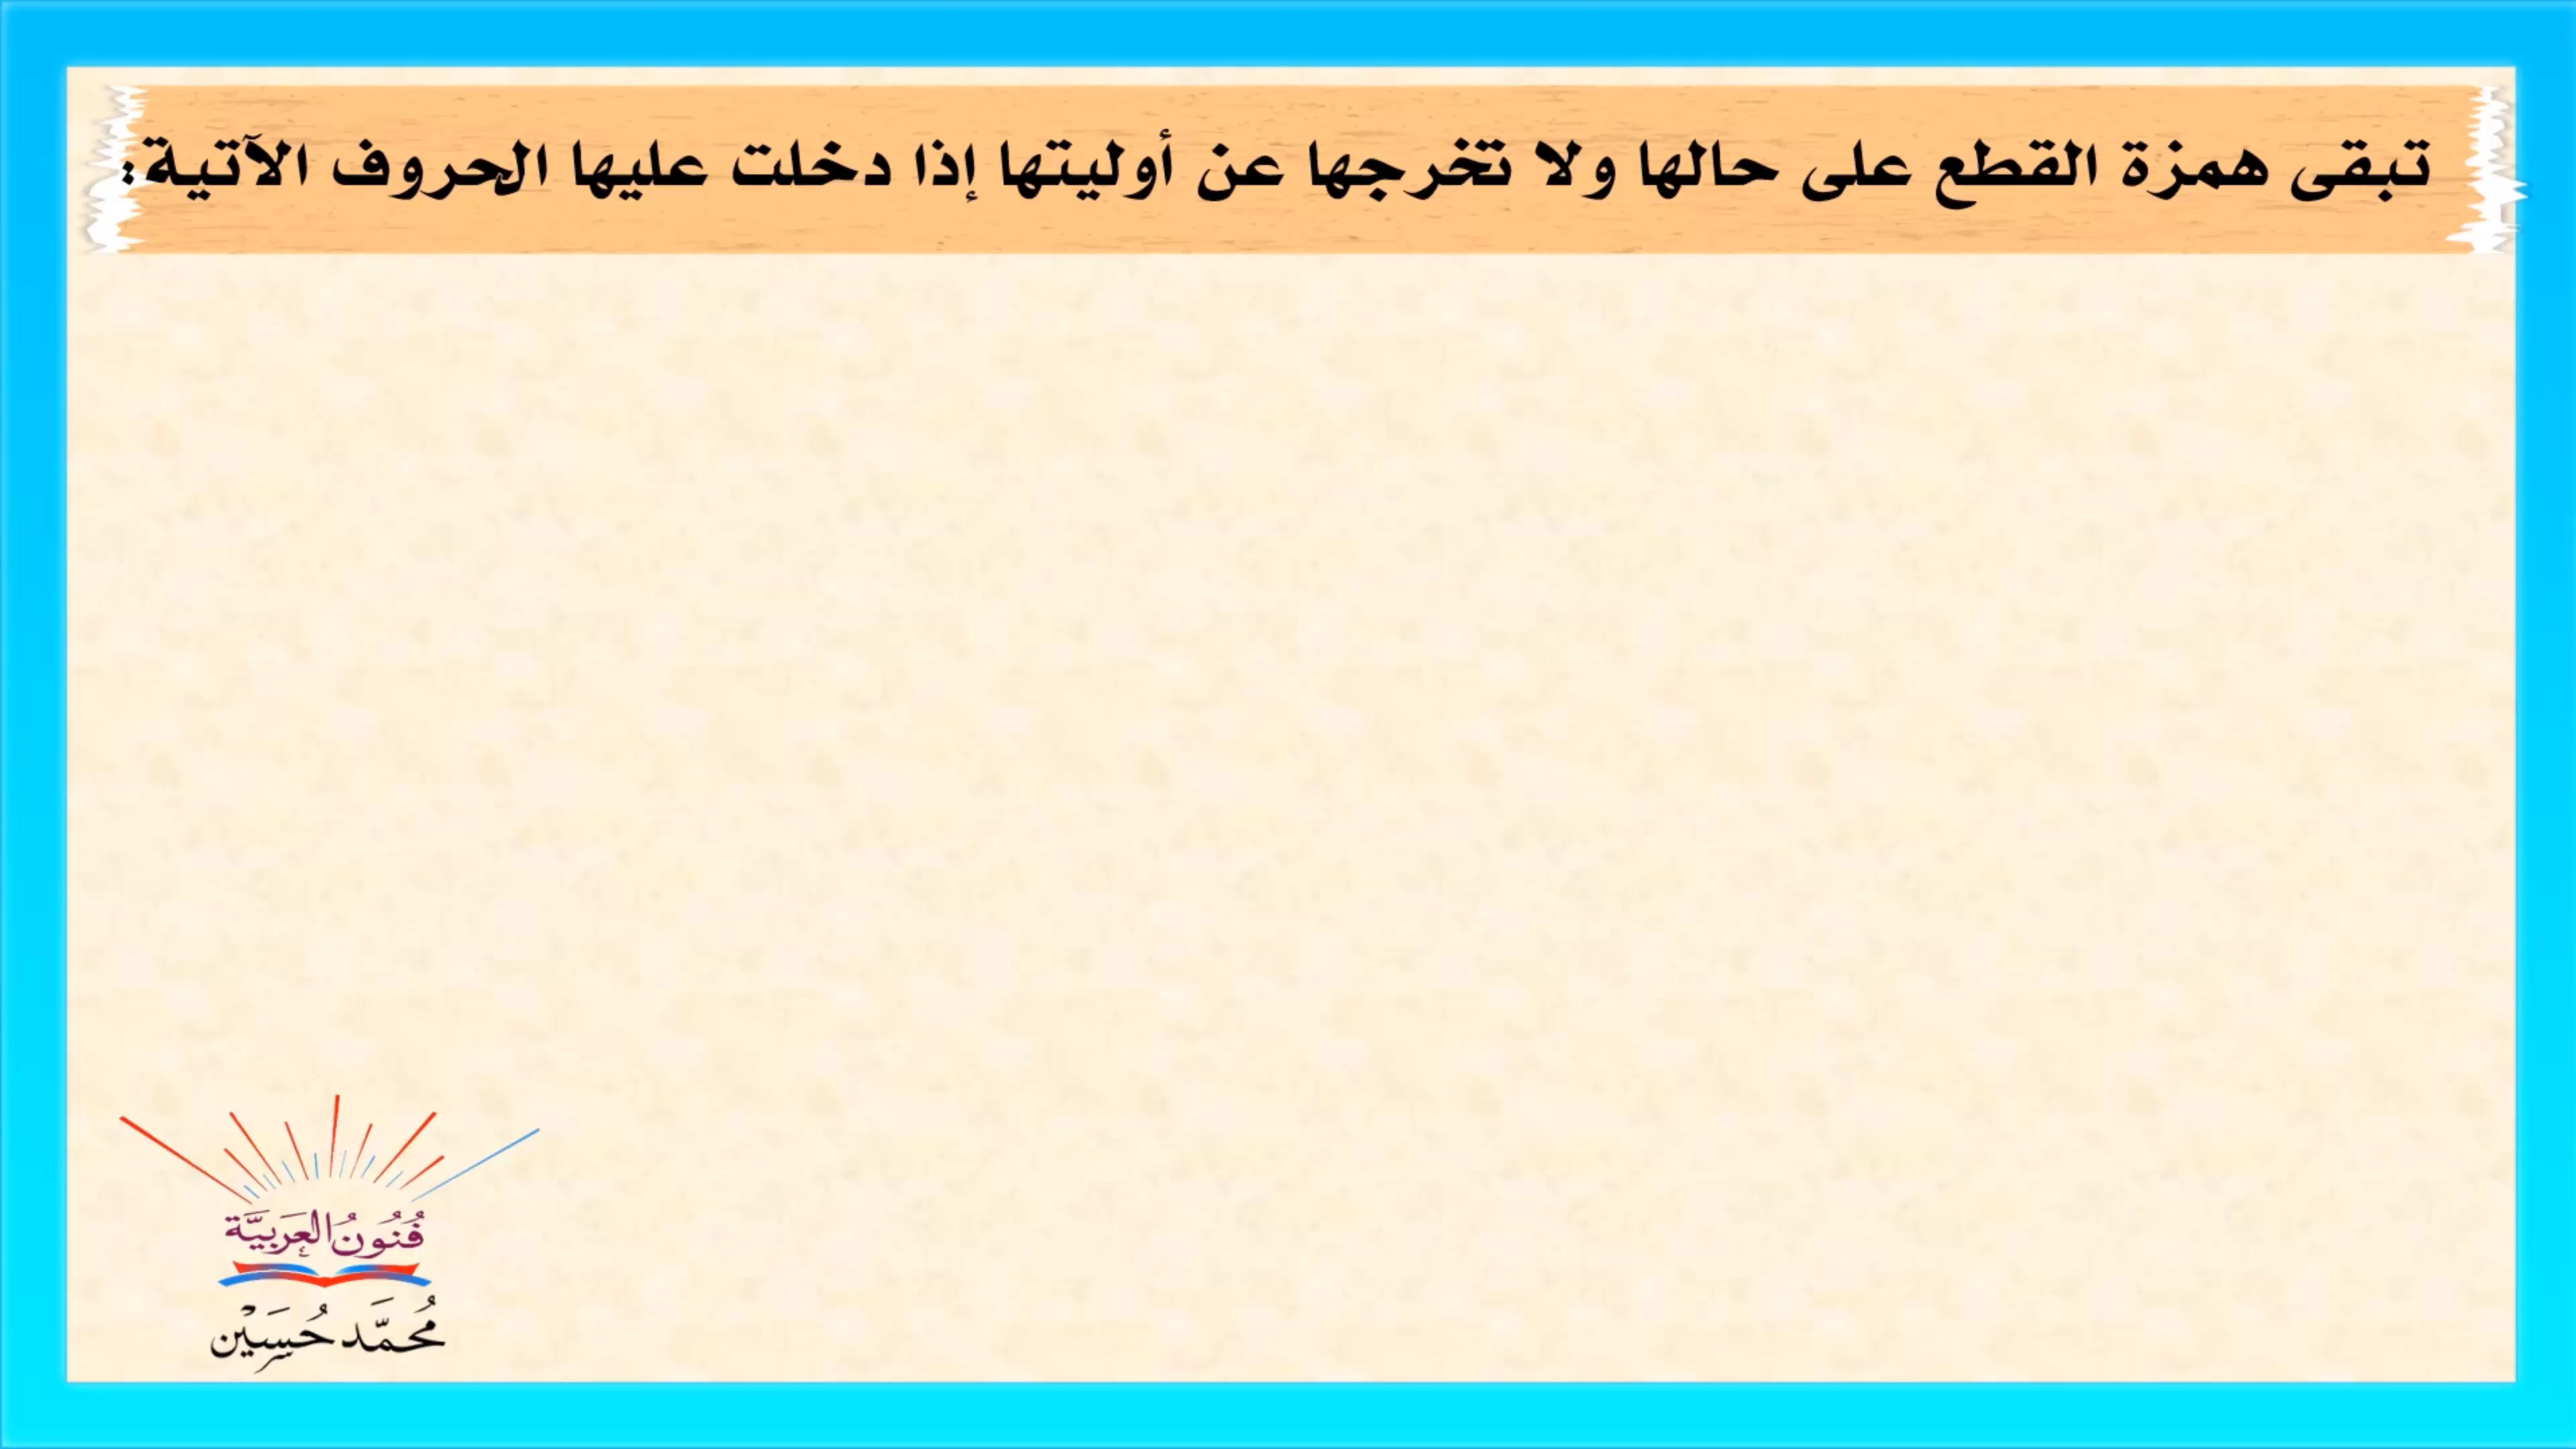 تبقى همزة القطع على حالها ولا تخرجها عن أوليتها إذا دخلت عليها الحروف الآتية:
فُنُونُ العَرَبِيَّة
مُحَمَّد حُسَيْن